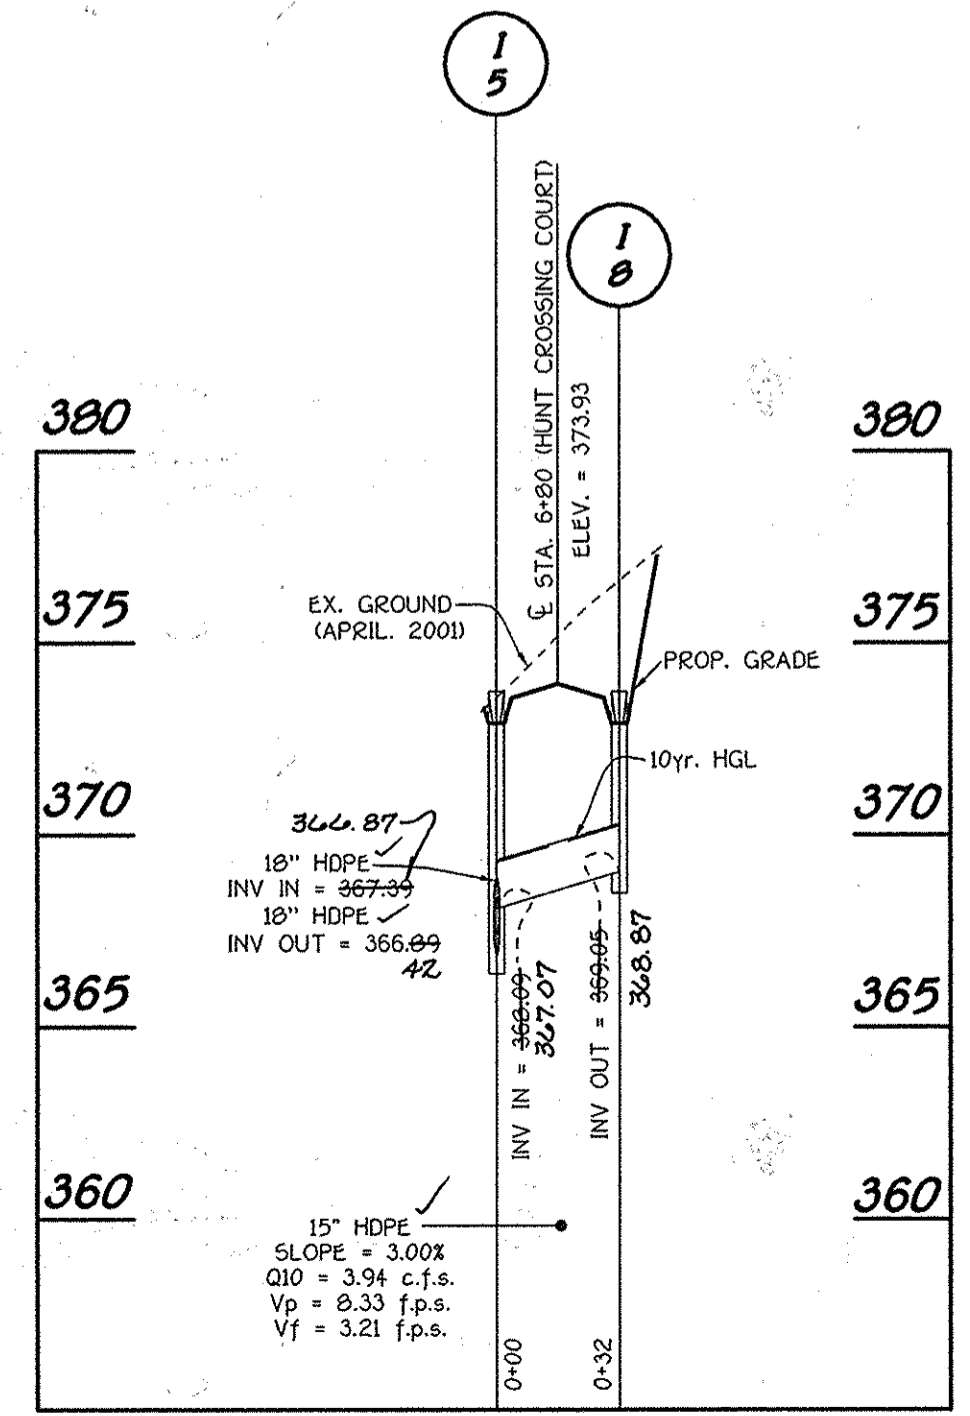 I
5
I
8
℄ STA. 6+80 (HUNT CROSSING COURT)
ELEV. = 373.93
380
380
375
375
EX. GROUND
(APRIL. 2001)
PROP. GRADE
370
370
10yr. HGL
366.87
18" HDPE
INV IN = 367.39
18" HDPE
INV OUT = 366.89
42
365
365
INV IN = 368.09
367.07
INV OUT = 369.05
368.87
360
360
15" HDPE
SLOPE = 3.00%
Q10 = 3.94 c.f.s.
Vp = 8.33 f.p.s.
Vf = 3.21 f.p.s.
0+00
0+32